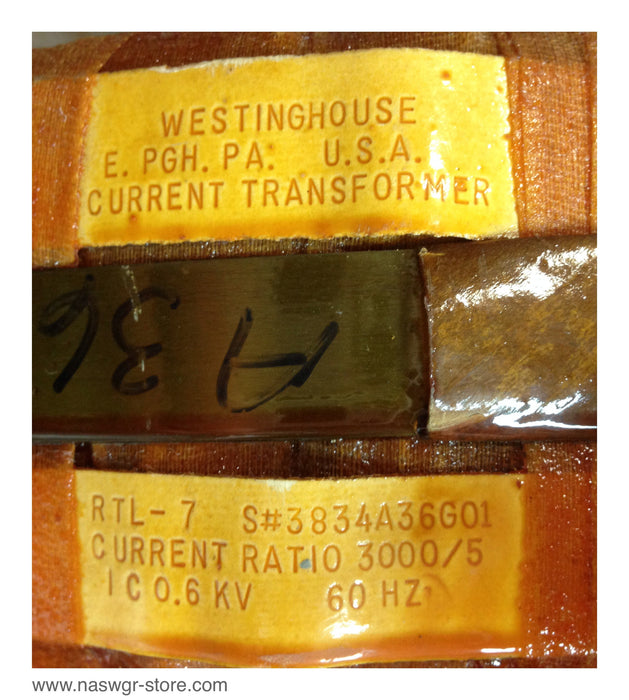 WESTINGHOUSE
E. PGH. PA. U.S.A.
CURRENT TRANSFORMER
A36
RTL-7 S#3834A36G01
CURRENT RATIO 3000/5
IC 0.6 KV 60 HZ
www.naswgr-store.com